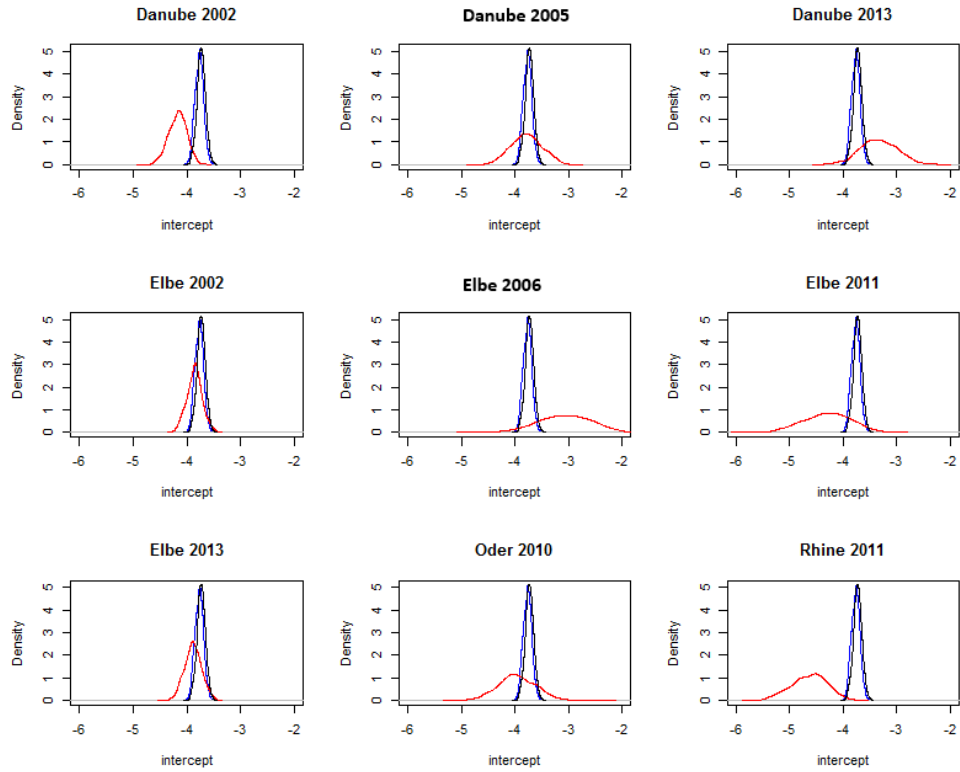 Danube 2002
Danube 2005
Danube 2013
Density
0 1 2 3 4 5
-6 -5 -4 -3 -2
intercept
Density
0 1 2 3 4 5
-6 -5 -4 -3 -2
intercept
Density
0 1 2 3 4 5
-6 -5 -4 -3 -2
intercept
Elbe 2002
Elbe 2006
Elbe 2011
Density
0 1 2 3 4 5
-6 -5 -4 -3 -2
intercept
Density
0 1 2 3 4 5
-6 -5 -4 -3 -2
intercept
Density
0 1 2 3 4 5
-6 -5 -4 -3 -2
intercept
Elbe 2013
Oder 2010
Rhine 2011
Density
0 1 2 3 4 5
-6 -5 -4 -3 -2
intercept
Density
0 1 2 3 4 5
-6 -5 -4 -3 -2
intercept
Density
0 1 2 3 4 5
-6 -5 -4 -3 -2
intercept